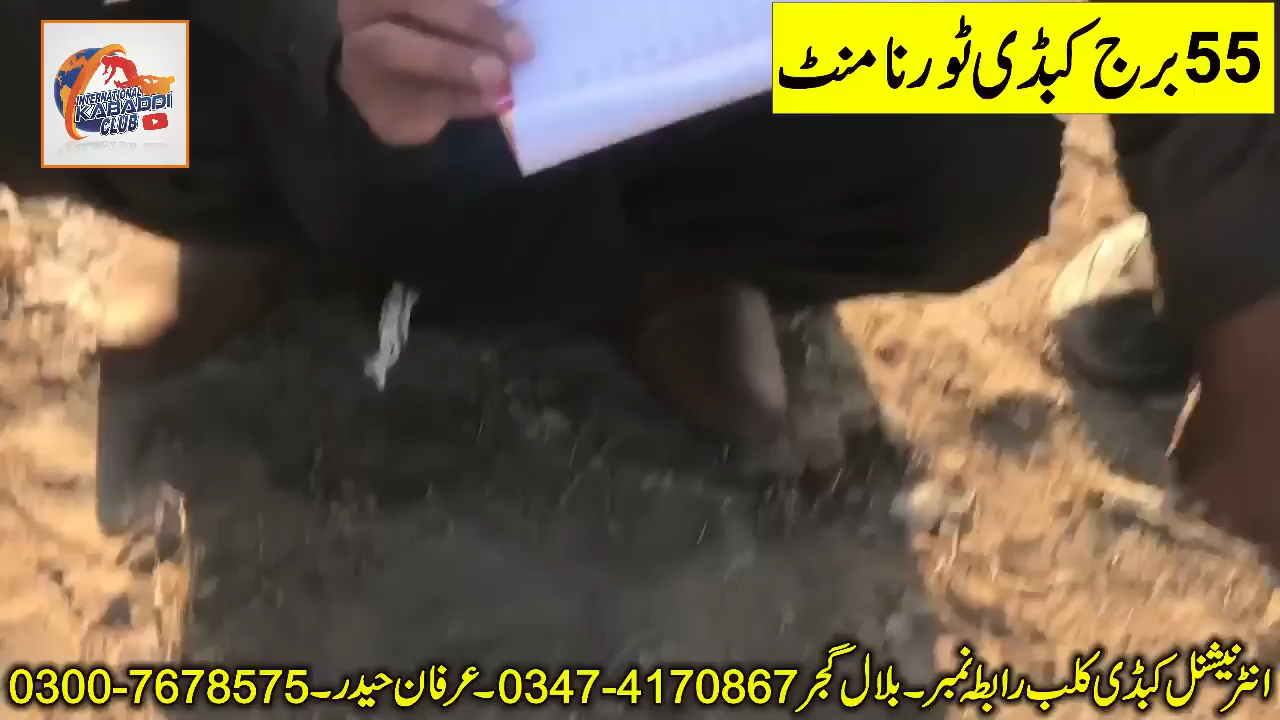 INTERNATIONAL
KABADDI
CLUB
55 برج کبڈی ٹورنامنٹ
انٹرنیشنل کبڈی کلب رابطہ نمبر۔ بلال گجر 0347-4170867۔ عرفان حیدر۔ 0300-7678575